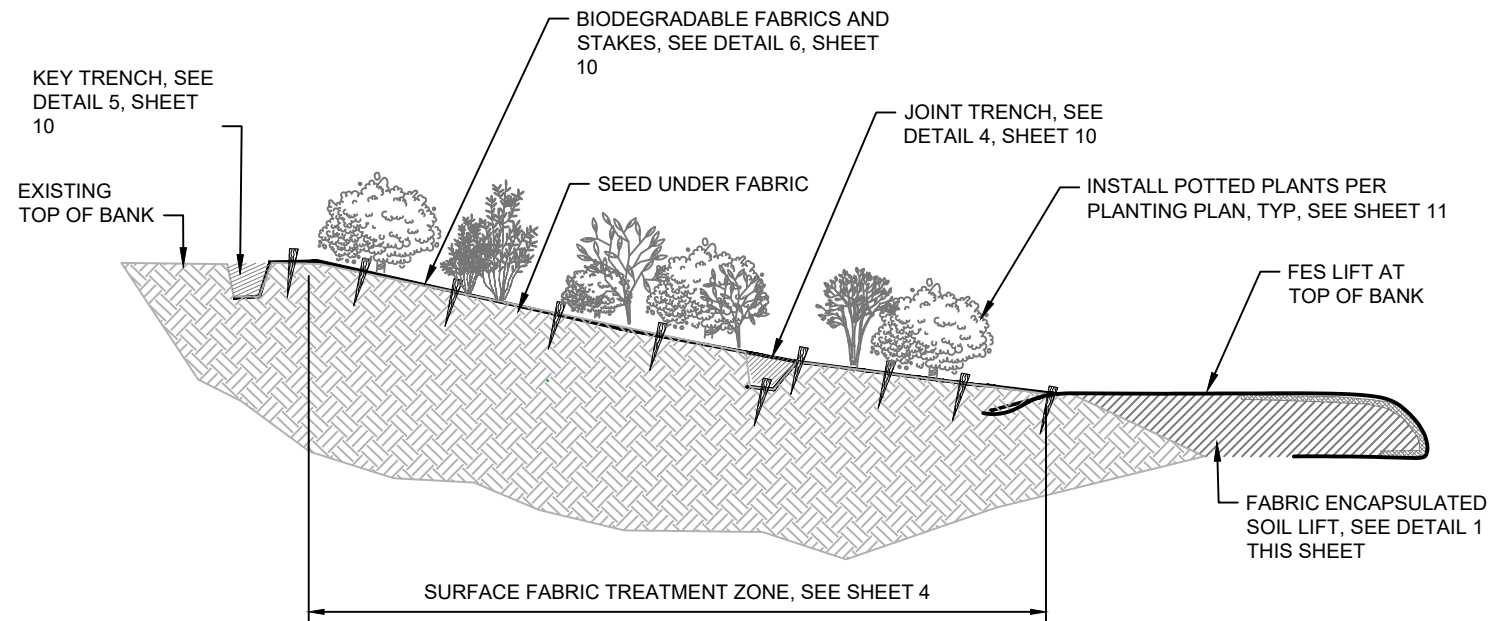 BIODEGRADABLE FABRICS AND
STAKES, SEE DETAIL 6, SHEET
10
KEY TRENCH, SEE
DETAIL 5, SHEET
10
JOINT TRENCH, SEE
DETAIL 4, SHEET 10
EXISTING
TOP OF BANK
SEED UNDER FABRIC
INSTALL POTTED PLANTS PER
PLANTING PLAN, TYP, SEE SHEET 11
FES LIFT AT
TOP OF BANK
FABRIC ENCAPSULATED
SOIL LIFT, SEE DETAIL 1
THIS SHEET
SURFACE FABRIC TREATMENT ZONE, SEE SHEET 4